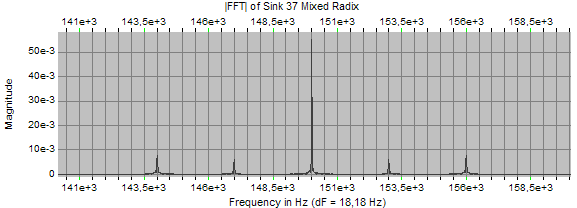 |FFT| of Sink 37 Mixed Radix
141e+3 143,5e+3 146e+3 148,5e+3 151e+3 153,5e+3 156e+3 158,5e+3
50e-3
40e-3
30e-3
20e-3
10e-3
0
Magnitude
141e+3 143,5e+3 146e+3 148,5e+3 151e+3 153,5e+3 156e+3 158,5e+3
Frequency in Hz (dF = 18,18 Hz)